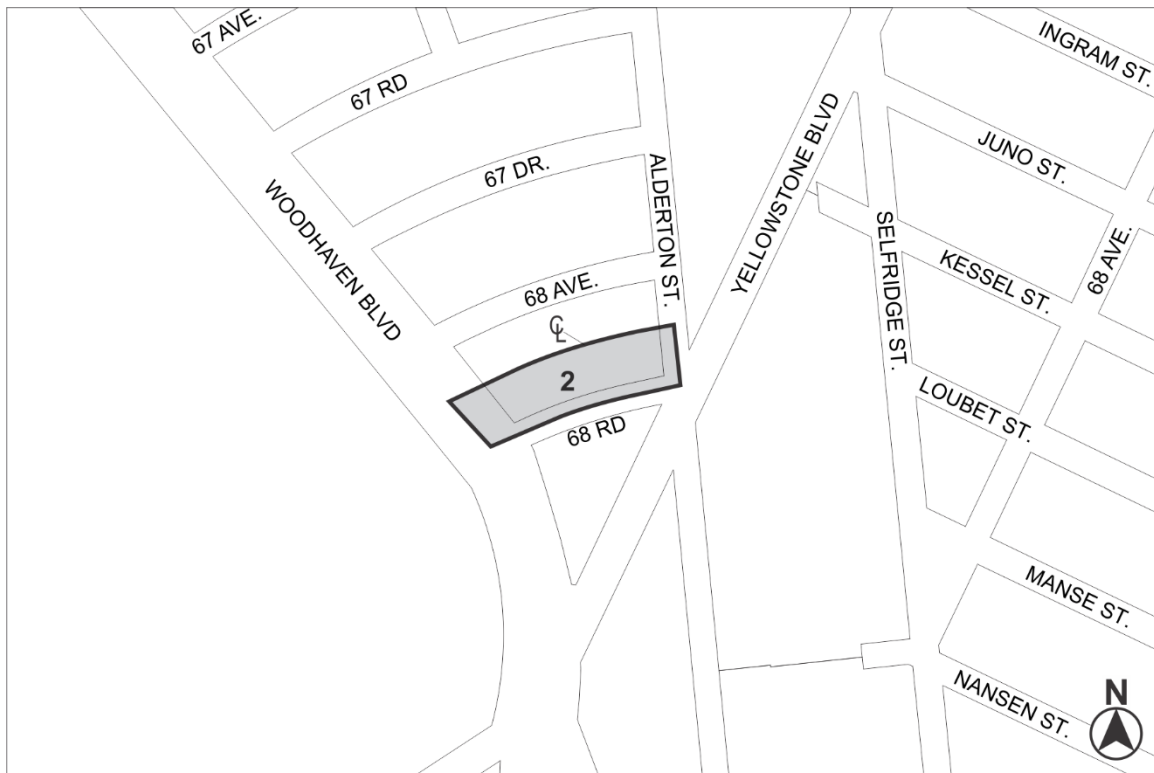 67 AVE.
INGRAM ST.
67 RD
JUNO ST.
67 DR.
ALDERTON ST.
YELLOWSTONE BLVD
WOODHAVEN BLVD
SELFRIDGE ST.
68 AVE.
KESSEL ST.
68 AVE.
℄
2
LOUBET ST.
68 RD
MANSE ST.
NANSEN ST.
N